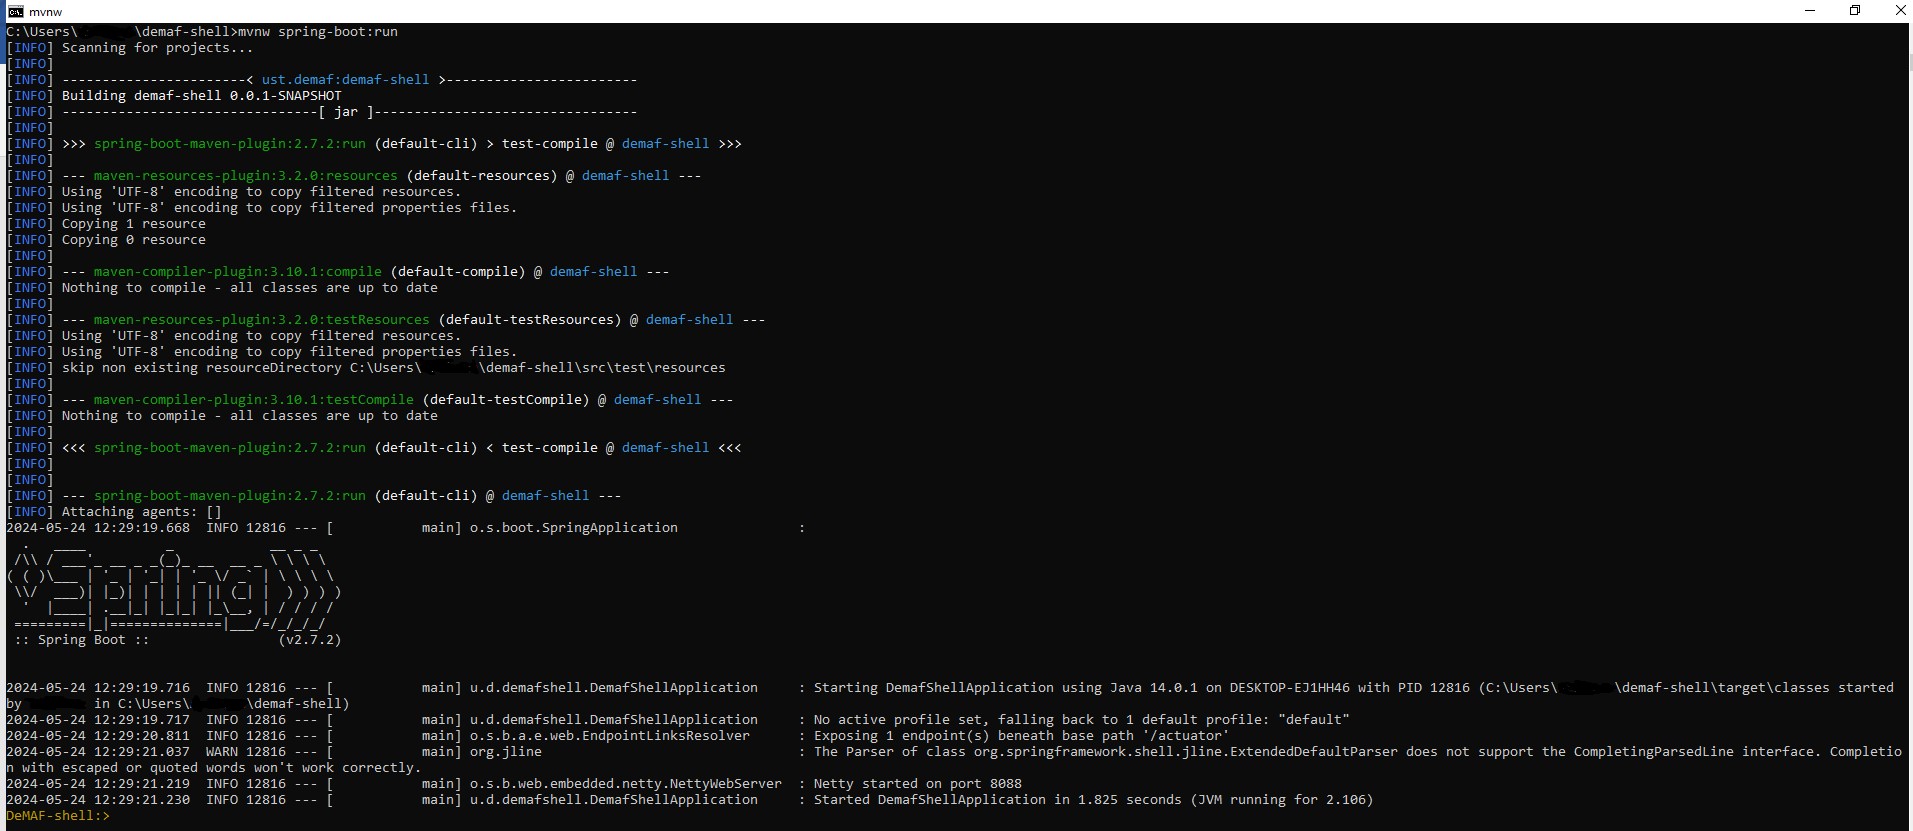 mvnw
C:\Users\ \demaf-shell>mvnw spring-boot:run
[INFO] Scanning for projects...
[INFO]
[INFO] -----------------------< ust.demaf:demaf-shell >------------------------
[INFO] Building demaf-shell 0.0.1-SNAPSHOT
[INFO] --------------------------------[ jar ]---------------------------------
[INFO]
[INFO] >>> spring-boot-maven-plugin:2.7.2:run (default-cli) > test-compile @ demaf-shell >>>
[INFO]
[INFO] --- maven-resources-plugin:3.2.0:resources (default-resources) @ demaf-shell ---
[INFO] Using 'UTF-8' encoding to copy filtered resources.
[INFO] Using 'UTF-8' encoding to copy filtered properties files.
[INFO] Copying 1 resource
[INFO] Copying 0 resource
[INFO]
[INFO] --- maven-compiler-plugin:3.10.1:compile (default-compile) @ demaf-shell ---
[INFO] Nothing to compile - all classes are up to date
[INFO]
[INFO] --- maven-resources-plugin:3.2.0:testResources (default-testResources) @ demaf-shell ---
[INFO] Using 'UTF-8' encoding to copy filtered resources.
[INFO] Using 'UTF-8' encoding to copy filtered properties files.
[INFO] skip non existing resourceDirectory C:\Users\ \demaf-shell\src\test\resources
[INFO]
[INFO] --- maven-compiler-plugin:3.10.1:testCompile (default-testCompile) @ demaf-shell ---
[INFO] Nothing to compile - all classes are up to date
[INFO]
[INFO] <<< spring-boot-maven-plugin:2.7.2:run (default-cli) < test-compile @ demaf-shell <<<
[INFO]
[INFO]
[INFO] --- spring-boot-maven-plugin:2.7.2:run (default-cli) @ demaf-shell ---
[INFO] Attaching agents: []
2024-05-24 12:29:19.668  INFO 12816 --- [           main] o.s.boot.SpringApplication               :
Spring
:: Spring Boot ::                (v2.7.2)
2024-05-24 12:29:19.716  INFO 12816 --- [           main] u.d.demafshell.DemafShellApplication     : Starting DemafShellApplication using Java 14.0.1 on DESKTOP-EJ1HH46 with PID 12816 (C:\Users\ \demaf-shell\target\classes started
by in C:\Users\ \demaf-shell)
2024-05-24 12:29:19.717  INFO 12816 --- [           main] u.d.demafshell.DemafShellApplication     : No active profile set, falling back to 1 default profile: "default"
2024-05-24 12:29:20.811  INFO 12816 --- [           main] o.s.b.a.e.web.EndpointLinksResolver      : Exposing 1 endpoint(s) beneath base path '/actuator'
2024-05-24 12:29:21.037  WARN 12816 --- [           main] org.jline                                : The Parser of class org.springframework.shell.jline.ExtendedDefaultParser does not support the CompletingParsedLine interface. Completio
n with escaped or quoted words won't work correctly.
2024-05-24 12:29:21.219  INFO 12816 --- [           main] o.s.b.web.embedded.netty.NettyWebServer  : Netty started on port 8088
2024-05-24 12:29:21.230  INFO 12816 --- [           main] u.d.demafshell.DemafShellApplication     : Started DemafShellApplication in 1.825 seconds (JVM running for 2.106)
DeMAF-shell:>